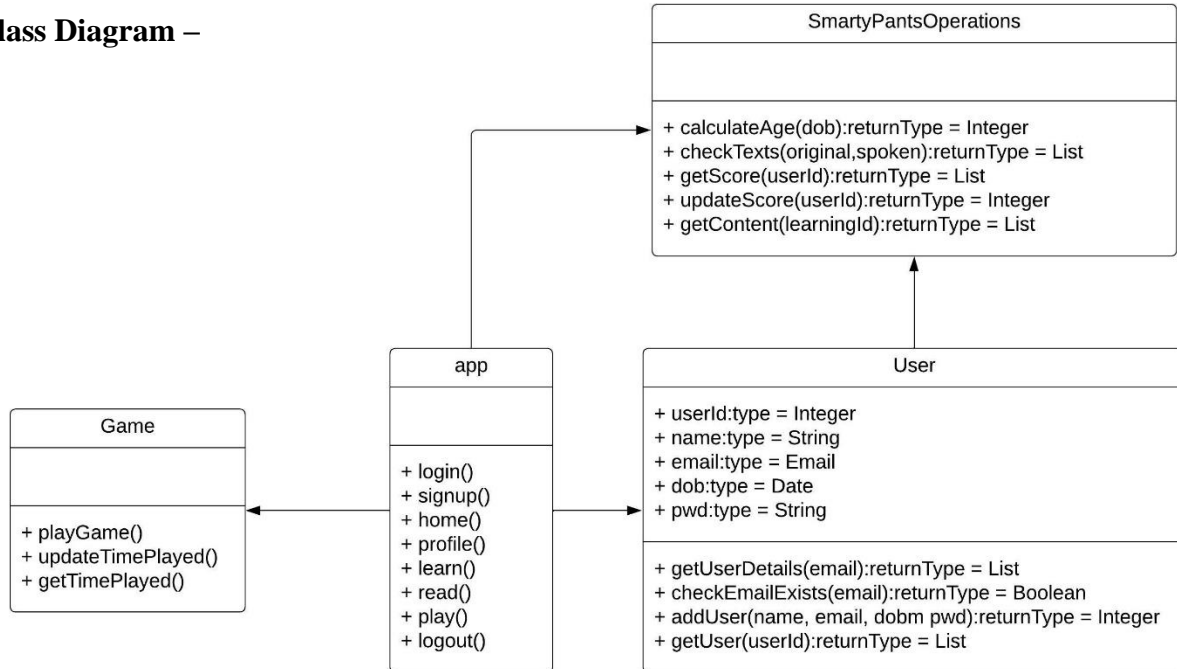 lass Diagram –
SmartyPantsOperations
+ calculateAge(dob):returnType = Integer
+ checkTexts(original,spoken):returnType = List
+ getScore(userId):returnType = List
+ updateScore(userId):returnType = Integer
+ getContent(learningId):returnType = List
app
+ login()
+ signup()
+ home()
+ profile()
+ learn()
+ read()
+ play()
+ logout()
User
+ userId:type = Integer
+ name:type = String
+ email:type = Email
+ dob:type = Date
+ pwd:type = String
+ getUserDetails(email):returnType = List
+ checkEmailExists(email):returnType = Boolean
+ addUser(name, email, dobm pwd):returnType = Integer
+ getUser(userId):returnType = List
Game
+ playGame()
+ updateTimePlayed()
+ getTimePlayed()